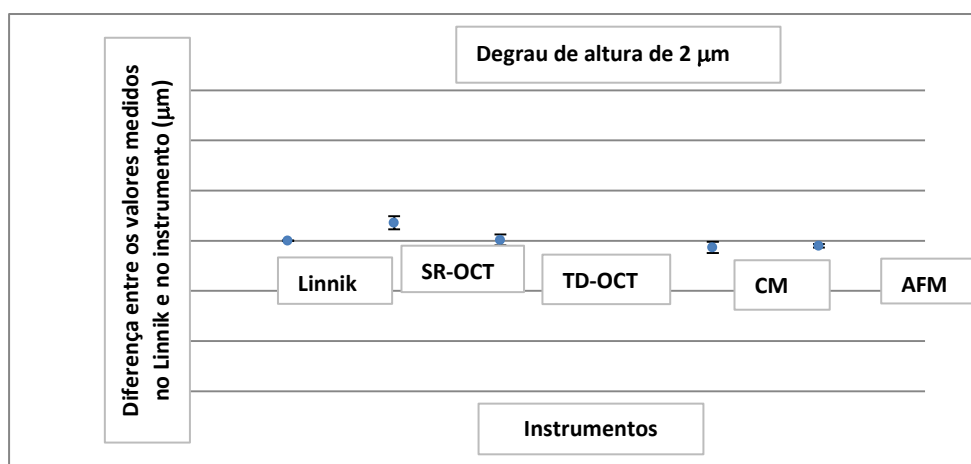 Degrau de altura de 2 μm
Diferença entre os valores medidos
no Linnik e no instrumento (μm)
Linnik
SR-OCT
TD-OCT
CM
AFM
Instrumentos